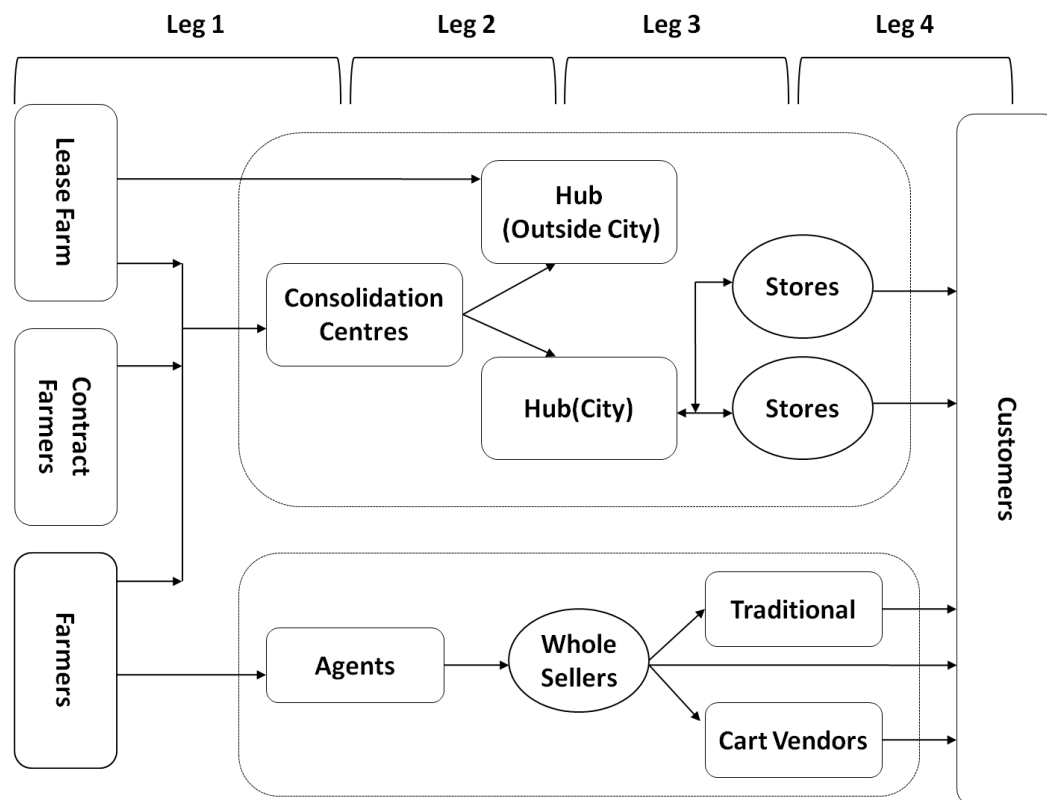 Leg 1
Leg 2
Leg 3
Leg 4
Lease Farm
Contract
Farmers
Farmers
Hub
(Outside City)
Consolidation
Centres
Hub(City)
Stores
Stores
Agents
Whole
Sellers
Traditional
Cart Vendors
Customers